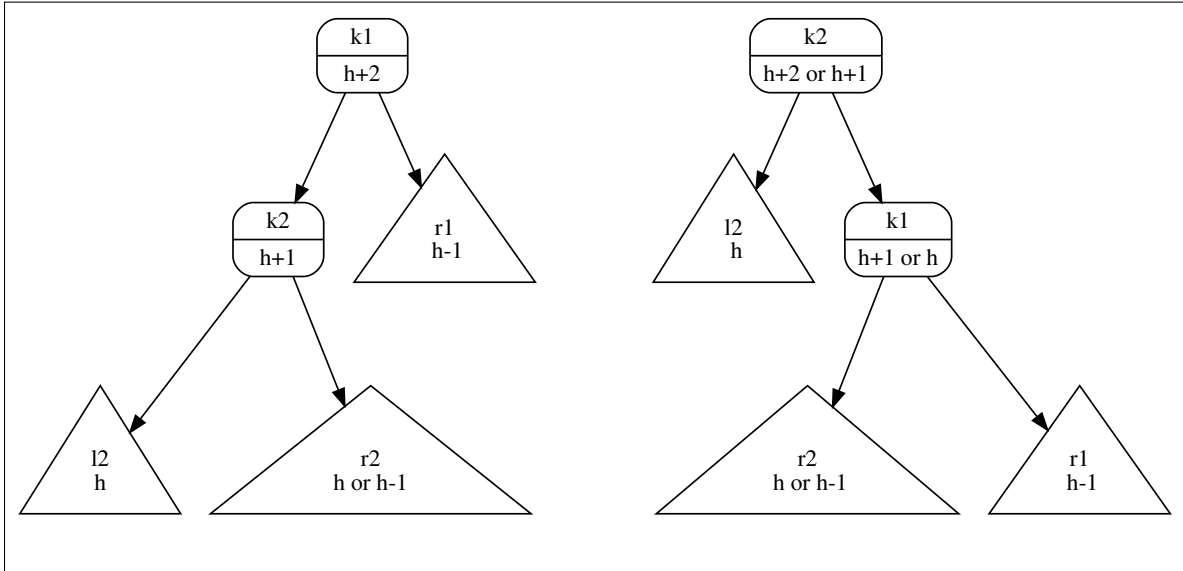 k1
h+2
k2
h+1
r1
h-1
l2
h
r2
h or h-1
k2
h+2 or h+1
l2
h
k1
h+1 or h
r2
h or h-1
r1
h-1